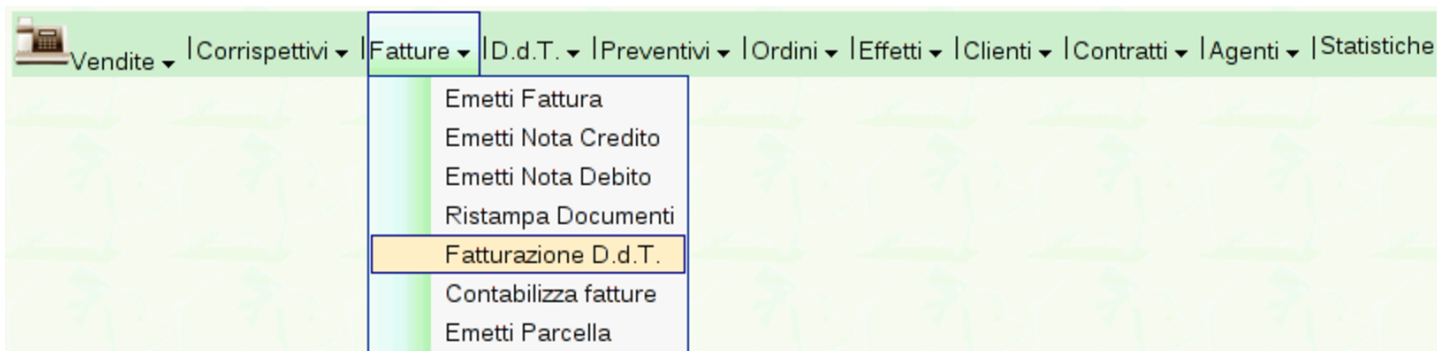 Vendite |Corrispettivi |Fatture |D.d.T. |Preventivi |Ordini |Effetti |Clienti |Contratti |Agenti |Statistiche
Emetti Fattura
Emetti Nota Credito
Emetti Nota Debito
Ristampa Documenti
Fatturazione D.d.T.
Contabilizza fatture
Emetti Parcella